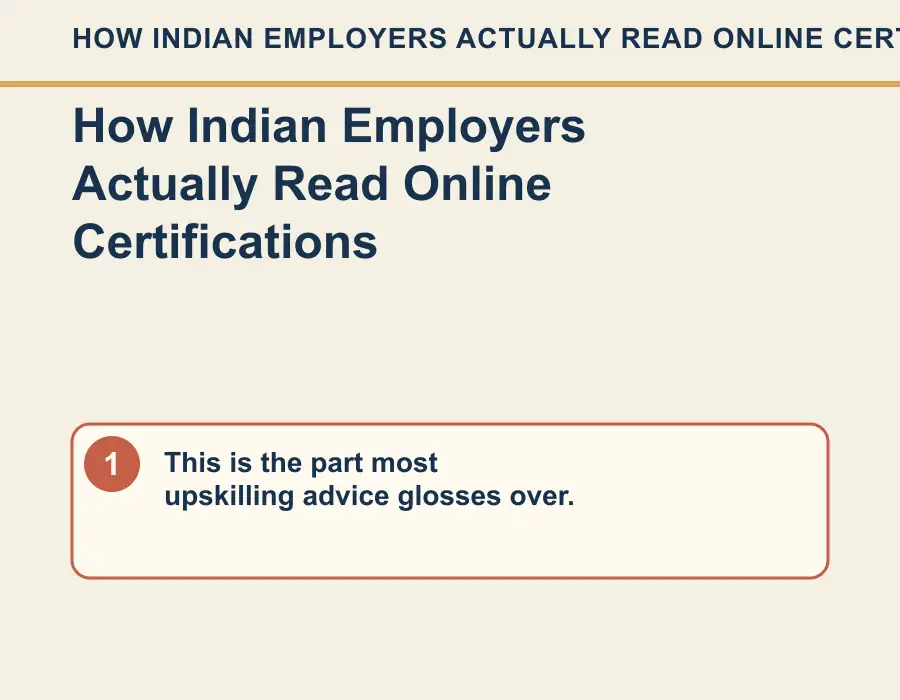 HOW INDIAN EMPLOYERS ACTUALLY READ ONLINE
How Indian Employers
Actually Read Online
Certifications
1
This is the part most
upskilling advice glosses over.